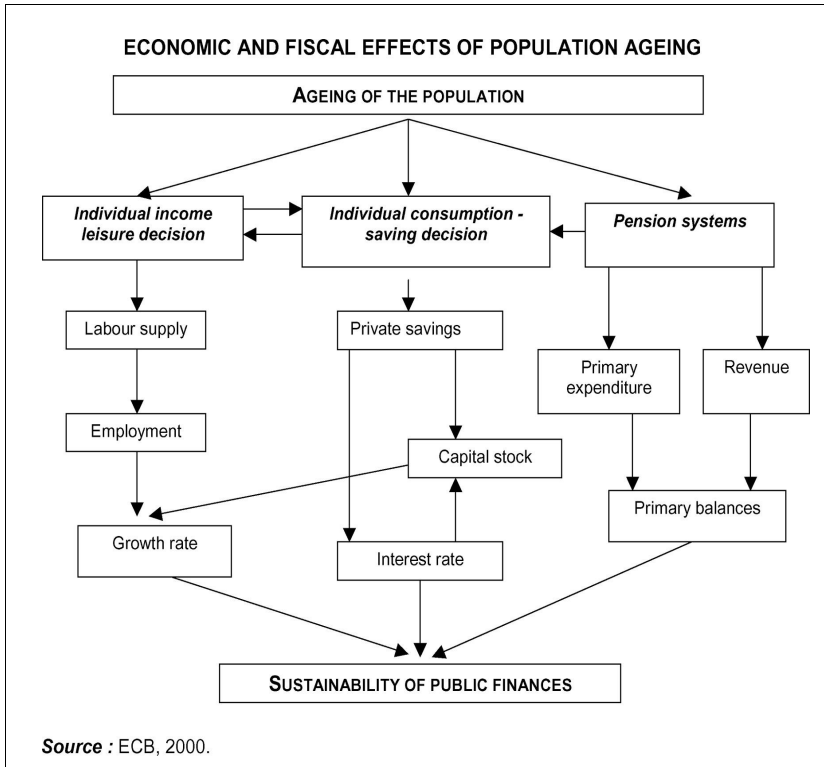 ECONOMIC AND FISCAL EFFECTS OF POPULATION AGEING
AGEING OF THE POPULATION
Individual income
leisure decision
Individual consumption -
saving decision
Pension systems
Labour supply
Private savings
Primary
expenditure
Revenue
Employment
Capital stock
Primary balances
Growth rate
Interest rate
SUSTAINABILITY OF PUBLIC FINANCES
Source : ECB, 2000.